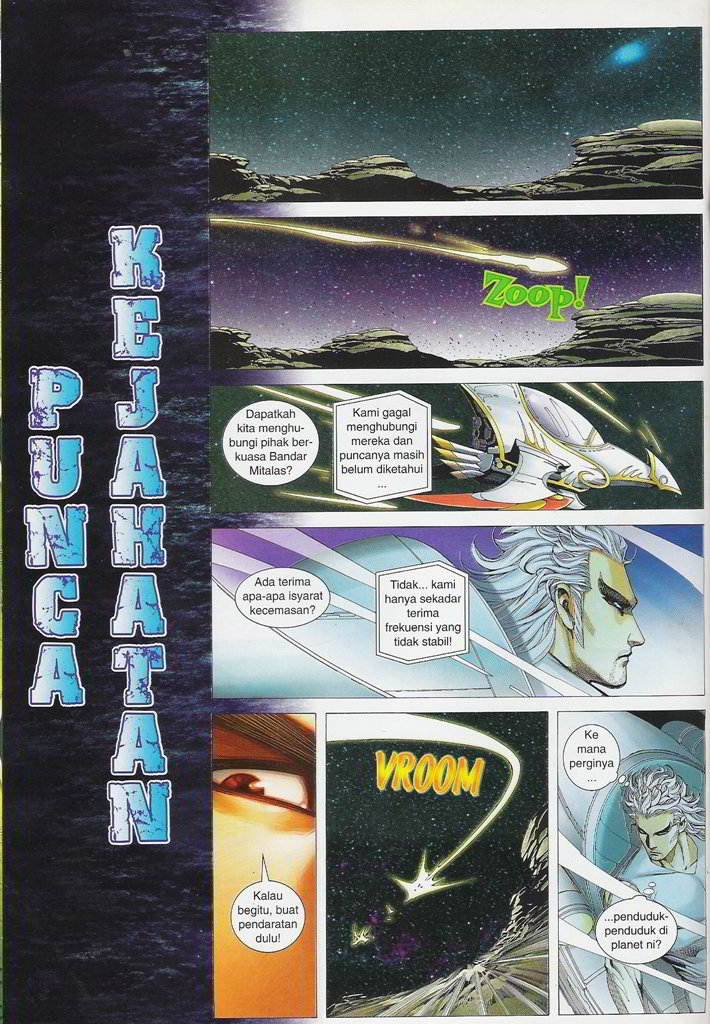 PUNCA
KEJAHATAN
Zoop!
Dapatkah
kita menghu-
bungi pihak ber-
kuasa Bandar
Mitalas?
Kami gagal
menghubungi
mereka dan
puncanya masih
belum diketahui
...
Ada terima
apa-apa isyarat
kecemasan?
Tidak... kami
hanya sekadar
terima
frekuensi yang
tidak stabil!
Kalau
begitu, buat
pendaratan
dulu!
VROOM
Ke
mana
perginya
...
...penduduk-
penduduk di
planet ni?